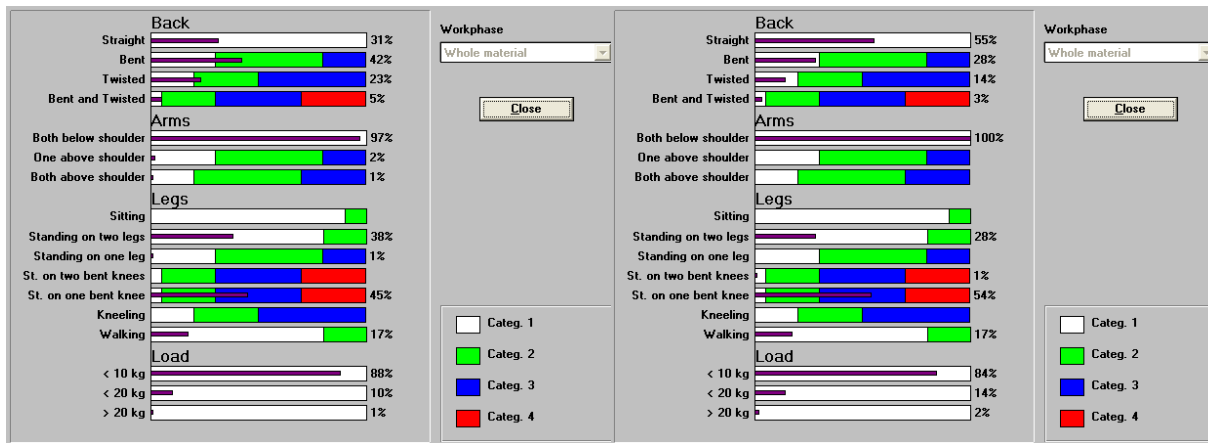 Back
Straight 31%
Bent 42%
Twisted 23%
Bent and Twisted 5%
Arms
Both below shoulder 97%
One above shoulder 2%
Both above shoulder 1%
Legs
Sitting
Standing on two legs 38%
Standing on one leg 1%
St. on two bent knees
St. on one bent knee 45%
Kneeling
Walking 17%
Load
< 10 kg 88%
< 20 kg 10%
> 20 kg 1%
Workphase
Whole material
Close
Categ. 1
Categ. 2
Categ. 3
Categ. 4
Back
Straight 55%
Bent 28%
Twisted 14%
Bent and Twisted 3%
Arms
Both below shoulder 100%
One above shoulder
Both above shoulder
Legs
Sitting
Standing on two legs 28%
Standing on one leg
St. on two bent knees 1%
St. on one bent knee 54%
Kneeling
Walking 17%
Load
< 10 kg 84%
< 20 kg 14%
> 20 kg 2%
Workphase
Whole material
Close
Categ. 1
Categ. 2
Categ. 3
Categ. 4